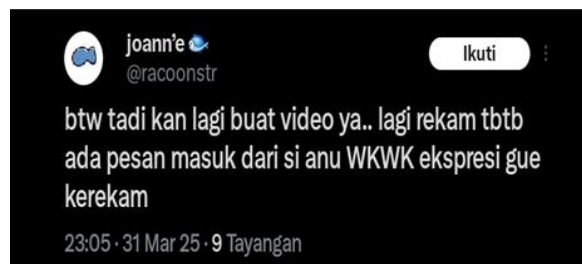 joann'e🐟
@racoonstr
Ikuti
btw tadi kan lagi buat video ya.. lagi rekam tbtb
ada pesan masuk dari si anu WKWK ekspresi gue
kerekam
23:05 · 31 Mar 25 · 9 Tayangan